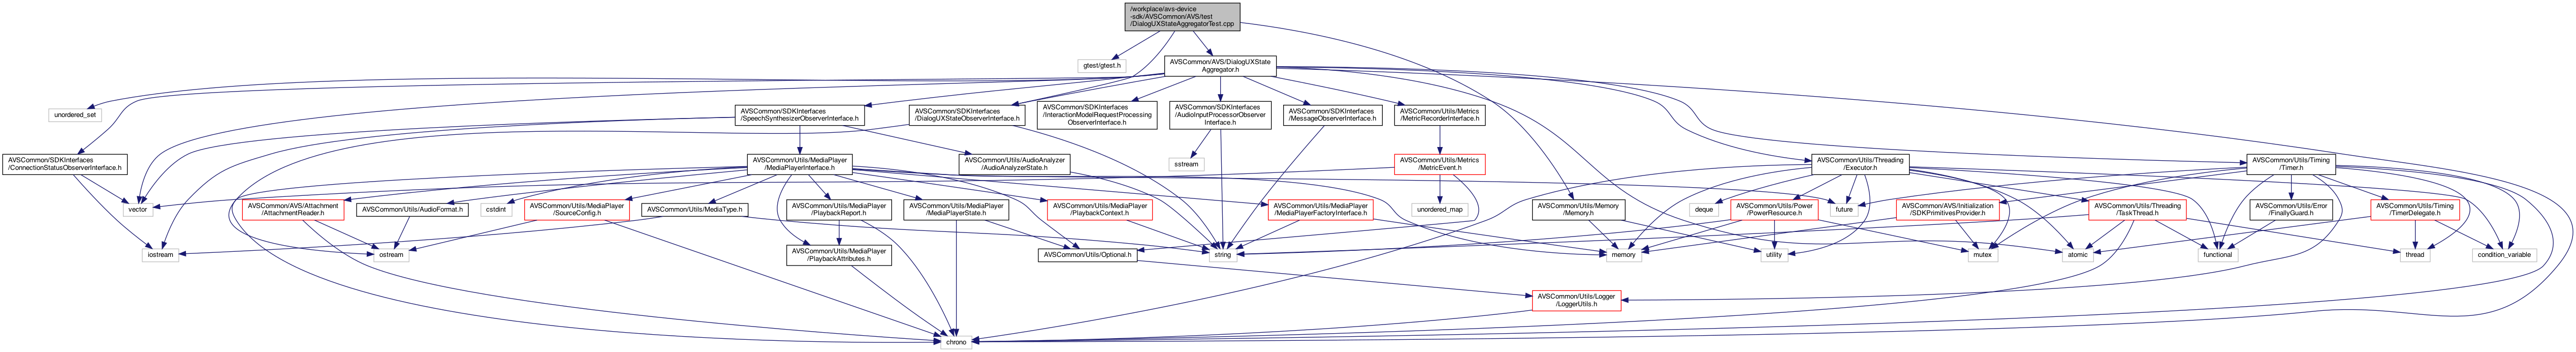 /workplace/avs-device
-sdk/AVSCommon/AVS/test
/DialogUXStateAggregatorTest.cpp
gtest/gtest.h
AVSCommon/AVS/DialogUXState
Aggregator.h
unordered_set
AVSCommon/SDKInterfaces
/SpeechSynthesizerObserverInterface.h
AVSCommon/SDKInterfaces
/DialogUXStateObserverInterface.h
AVSCommon/SDKInterfaces
/InteractionModelRequestProcessing
ObserverInterface.h
AVSCommon/SDKInterfaces
/AudioInputProcessorObserver
Interface.h
AVSCommon/SDKInterfaces
/MessageObserverInterface.h
AVSCommon/Utils/Metrics
/MetricRecorderInterface.h
AVSCommon/SDKInterfaces
/ConnectionStatusObserverInterface.h
AVSCommon/Utils/MediaPlayer
/MediaPlayerInterface.h
AVSCommon/Utils/AudioAnalyzer
/AudioAnalyzerState.h
sstream
AVSCommon/Utils/Metrics
/MetricEvent.h
AVSCommon/Utils/Threading
/Executor.h
AVSCommon/Utils/Timing
/Timer.h
vector
AVSCommon/AVS/Attachment
/AttachmentReader.h
AVSCommon/Utils/AudioFormat.h
cstdint
AVSCommon/Utils/MediaPlayer
/SourceConfig.h
AVSCommon/Utils/MediaType.h
AVSCommon/Utils/MediaPlayer
/PlaybackReport.h
AVSCommon/Utils/MediaPlayer
/MediaPlayerState.h
AVSCommon/Utils/MediaPlayer
/PlaybackContext.h
AVSCommon/Utils/MediaPlayer
/MediaPlayerFactoryInterface.h
unordered_map
AVSCommon/Utils/Memory
/Memory.h
deque
AVSCommon/Utils/Power
/PowerResource.h
future
AVSCommon/AVS/Initialization
/SDKPrimitivesProvider.h
AVSCommon/Utils/Threading
/TaskThread.h
AVSCommon/Utils/Error
/FinallyGuard.h
AVSCommon/Utils/Timing
/TimerDelegate.h
iostream
ostream
AVSCommon/Utils/MediaPlayer
/PlaybackAttributes.h
AVSCommon/Utils/Optional.h
string
memory
utility
mutex
atomic
functional
thread
condition_variable
AVSCommon/Utils/Logger
/LoggerUtils.h
chrono